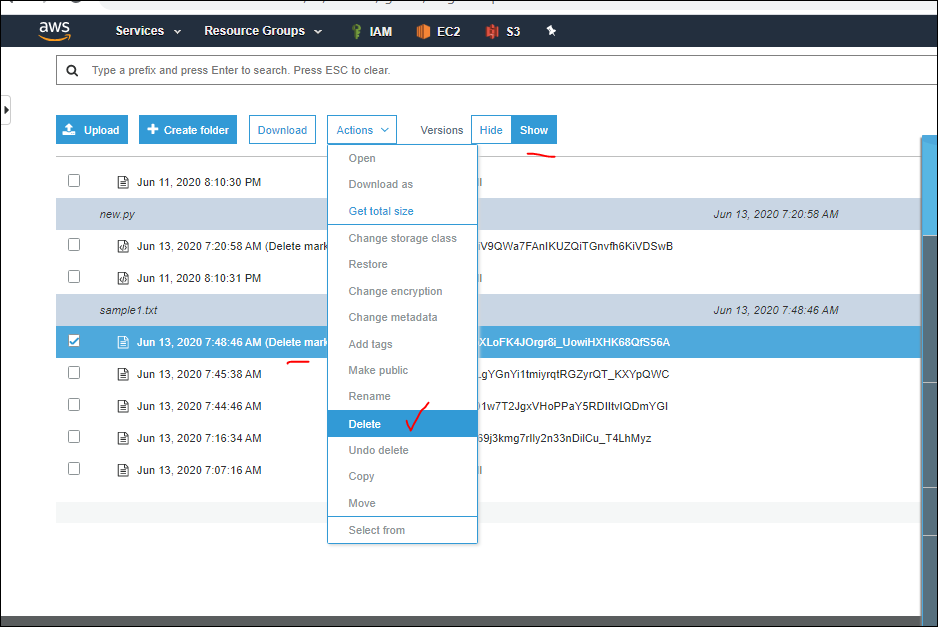 aws Services Resource Groups IAM EC2 S3
Type a prefix and press Enter to search. Press ESC to clear.
Upload Create folder Download Actions Versions Hide Show
Open
Jun 11, 2020 8:10:30 PM
Download as
Get total size
new.py Jun 13, 2020 7:20:58 AM
Change storage class
Jun 13, 2020 7:20:58 AM (Delete mark
Restore
Jun 11, 2020 8:10:31 PM
Change encryption
sample1.txt Jun 13, 2020 7:48:46 AM
Change metadata
Jun 13, 2020 7:48:46 AM (Delete mark
Add tags
Make public
Jun 13, 2020 7:45:38 AM
Rename
Jun 13, 2020 7:44:46 AM
Delete
Jun 13, 2020 7:16:34 AM
Undo delete
Jun 13, 2020 7:07:16 AM
Copy
Move
Select from